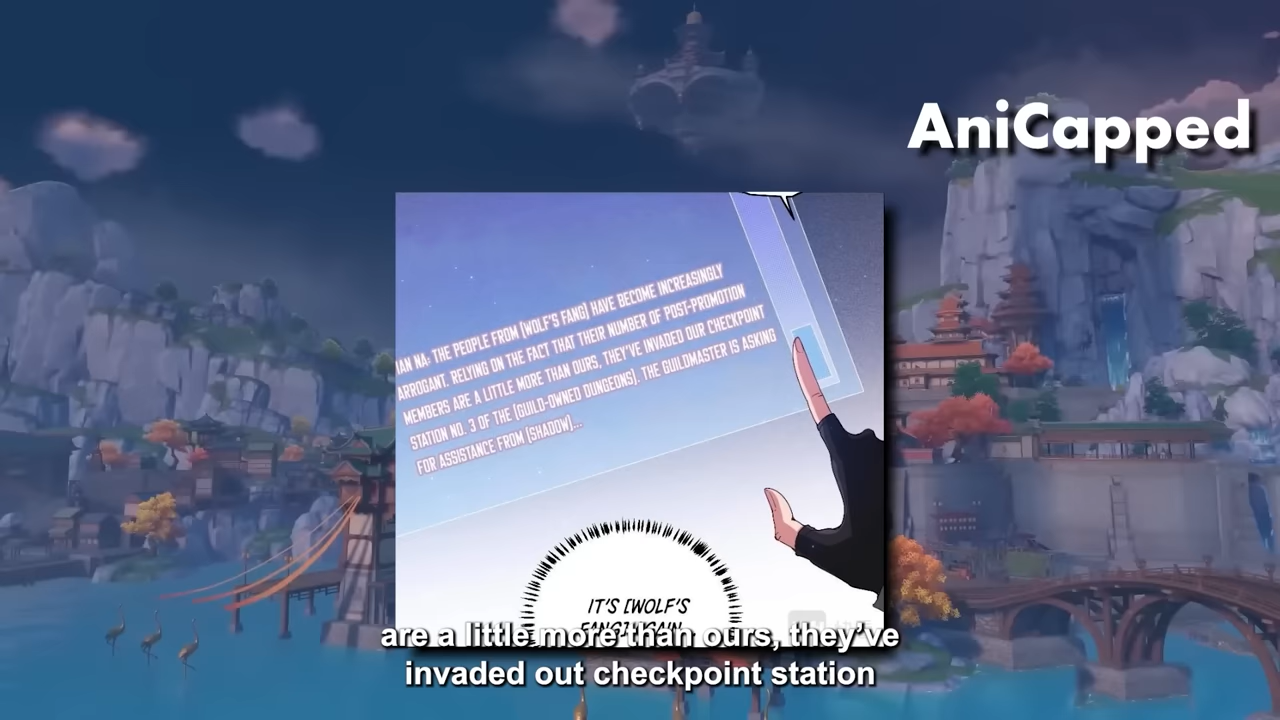 AniCapped
IAN NA: THE PEOPLE FROM [WOLF'S FANG] HAVE BECOME INCREASINGLY
ARROGANT. RELYING ON THE FACT THAT THEIR NUMBER OF POST-PROMOTION
MEMBERS ARE A LITTLE MORE THAN OURS, THEY'VE INVADED OUR CHECKPOINT
STATION NO. 3 OF THE [GUILD-OWNED DUNGEONS]. THE GUILDMASTER IS ASKING
FOR ASSISTANCE FROM [SHADOW]...
IT'S [WOLF'S
FANG] AGAIN
are a little more than ours, they've
invaded out checkpoint station